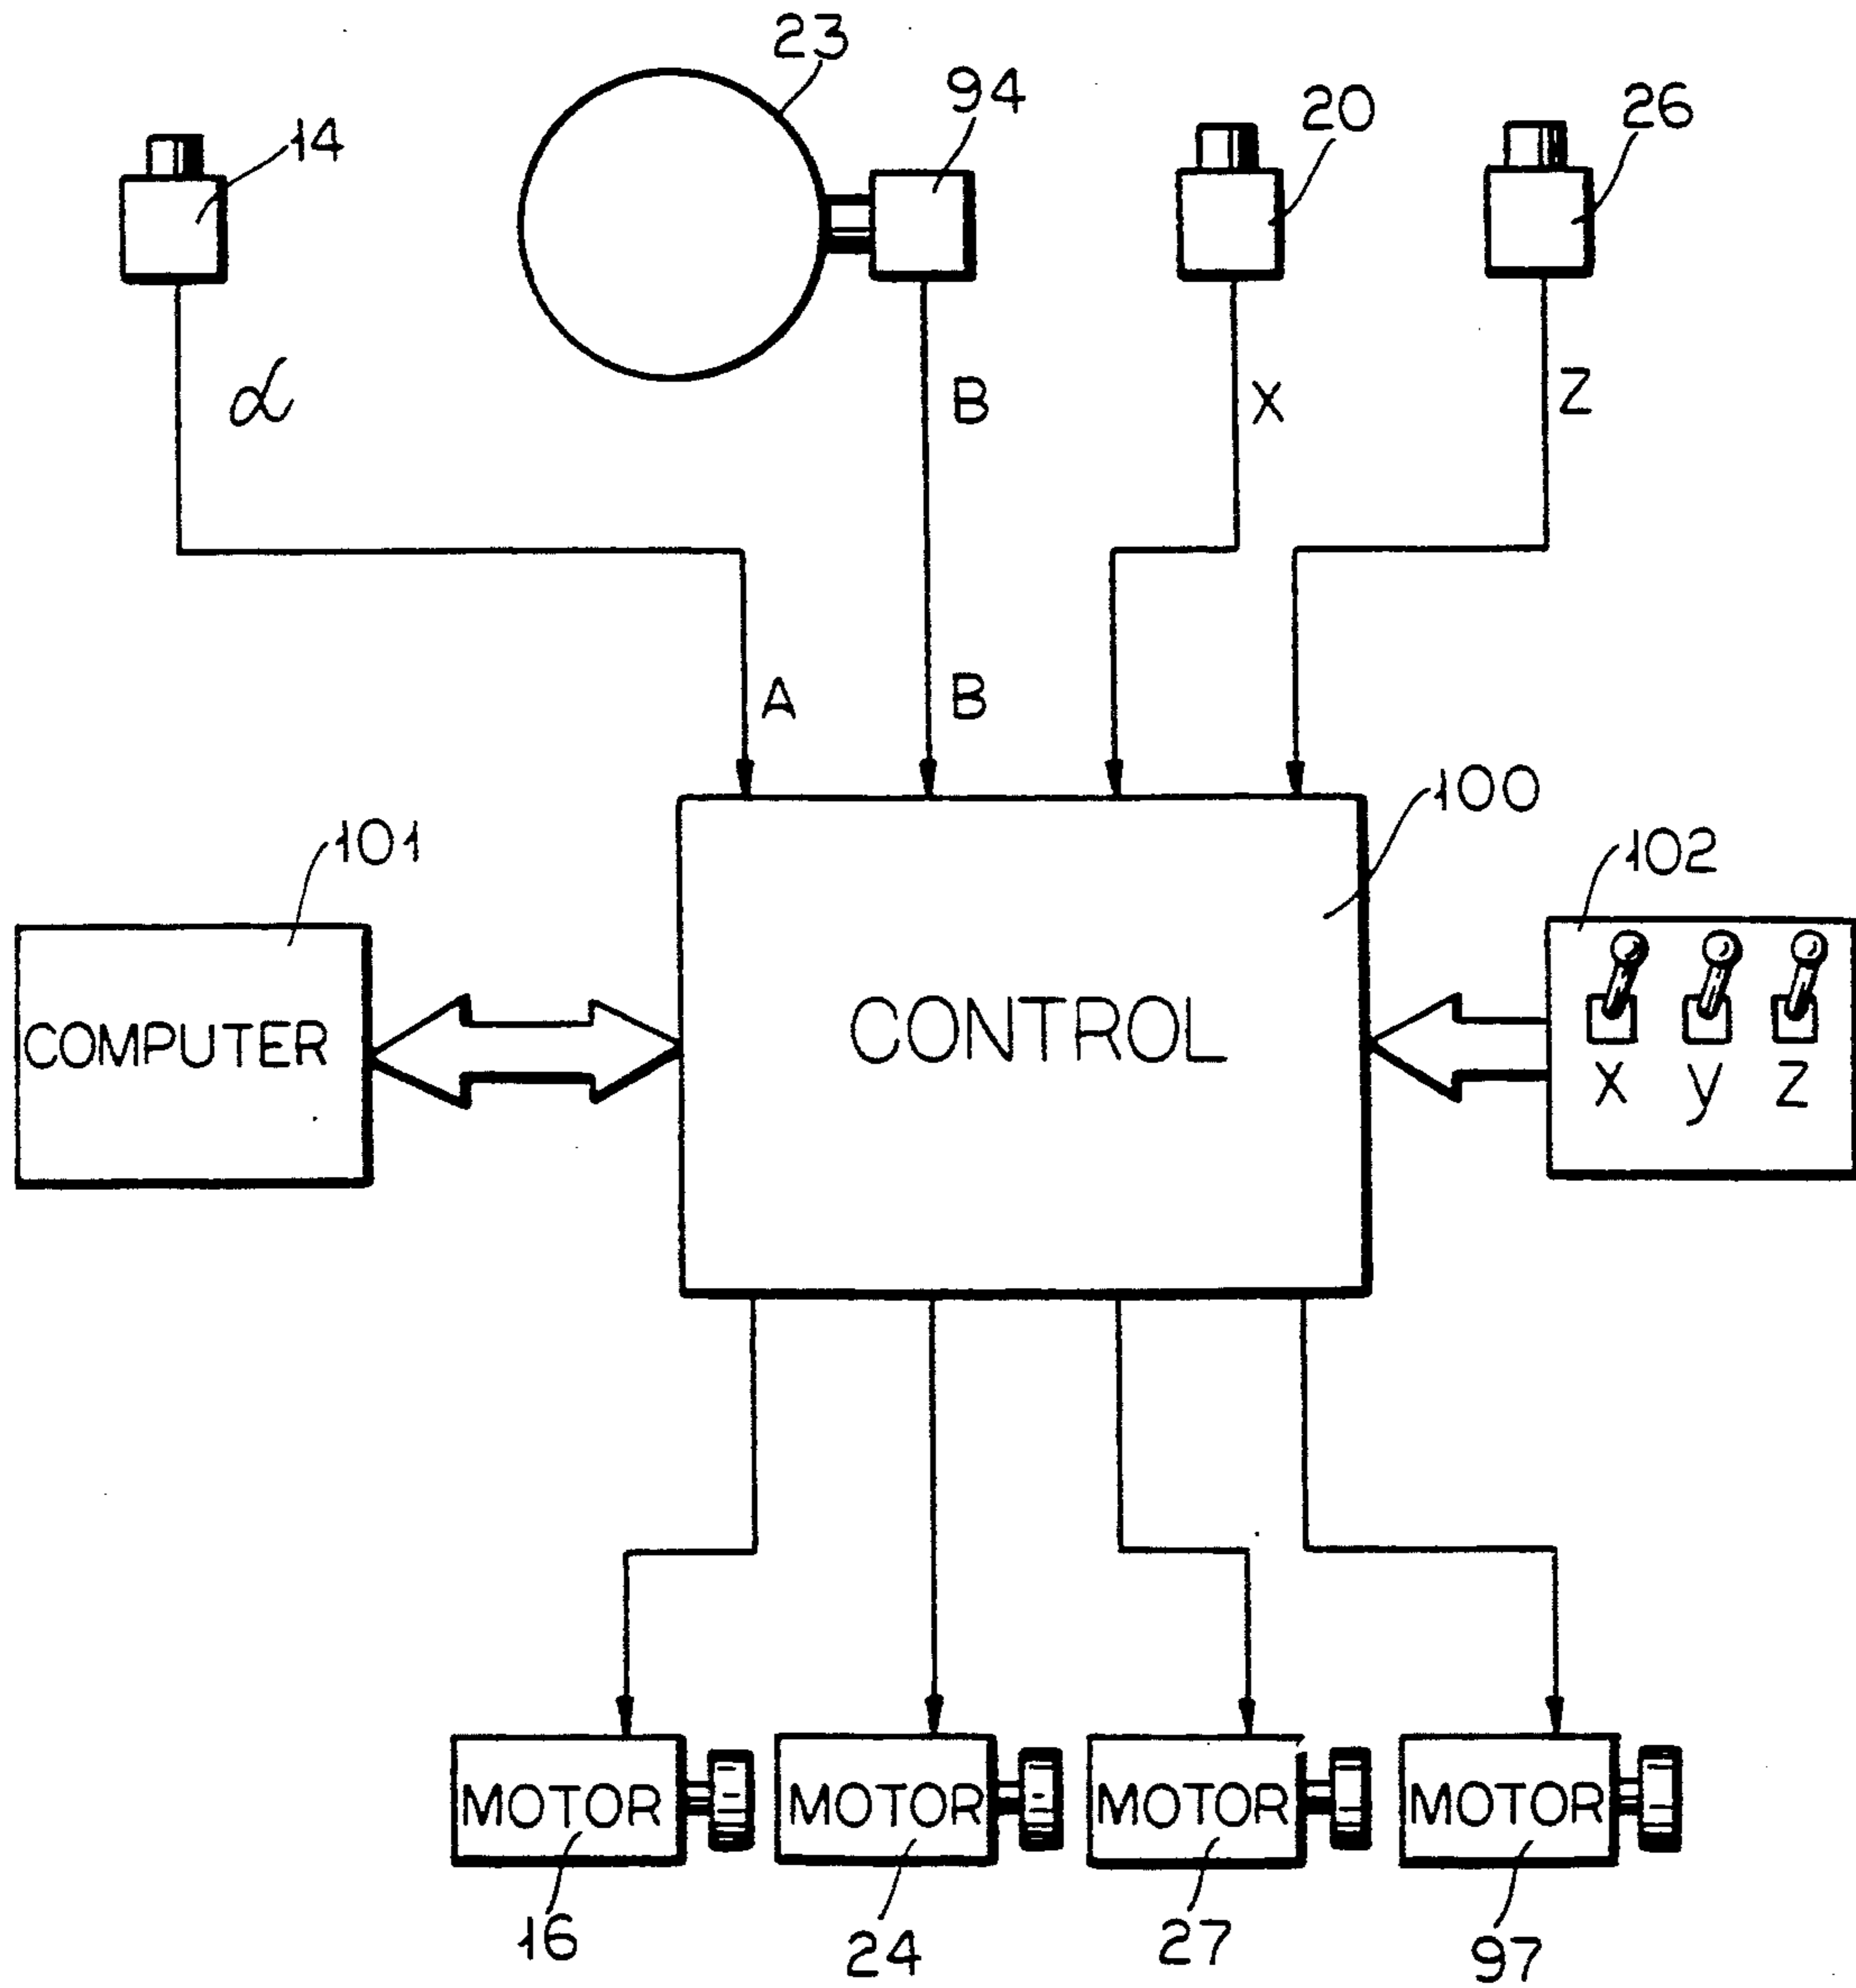 23
94
20
26
14
α
B
X
Z
A
B
100
101
102
COMPUTER
CONTROL
X y Z
MOTOR
MOTOR
MOTOR
MOTOR
16
24
27
97